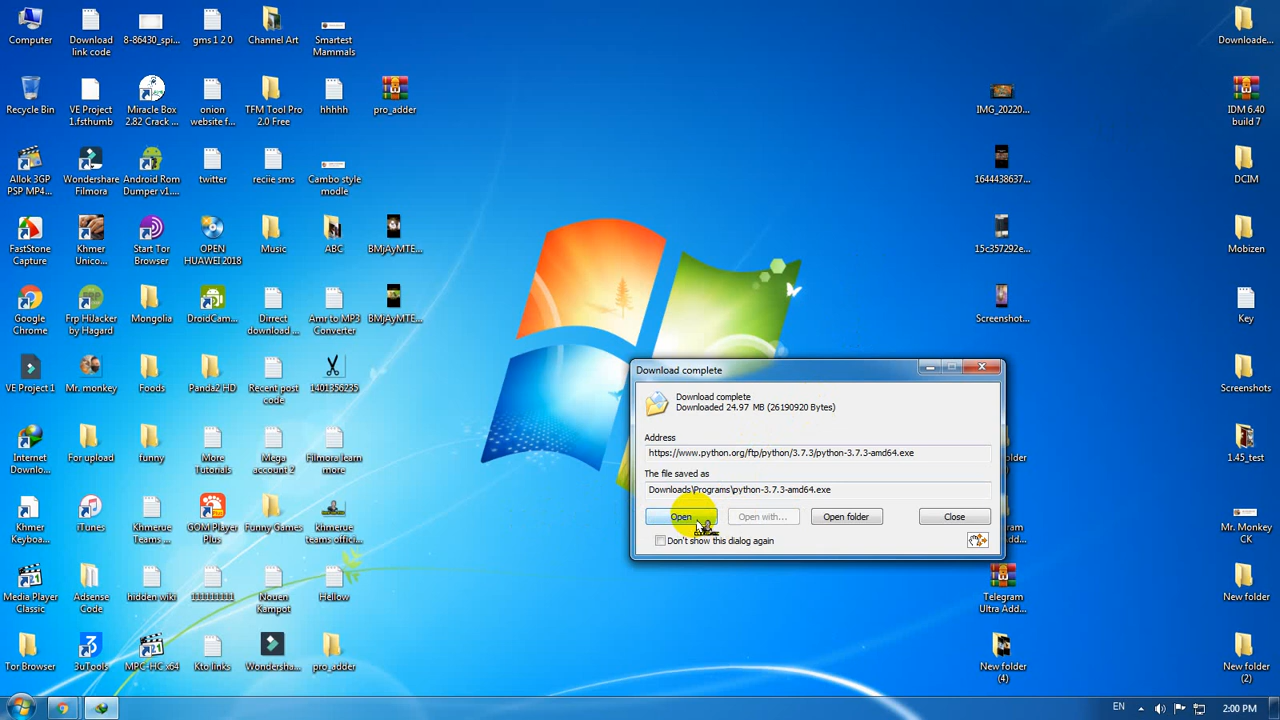 Computer
Download
link code
8-86430_spi...
gms 1 2 0
Channel Art
Smartest
Mammals
Downloade...
Recycle Bin
VE Project
1.fsthumb
Miracle Box
2.82 Crack ...
onion
website f...
TFM Tool Pro
2.0 Free
hhhhh
pro_adder
IMG_20220...
IDM 6.40
build 7
Allok 3GP
PSP MP4...
Wondershare
Filmora
Android Rom
Dumper v1....
twitter
reciie sms
Cambo style
modle
1644438637...
DCIM
FastStone
Capture
Khmer
Unico...
Start Tor
Browser
OPEN
HUAWEI 2018
Music
ABC
BMjAyMTE...
15c357292e...
Mobizen
Google
Chrome
Frp HiJacker
by Hagard
Mongolia
DroidCam...
Dirrect
download ...
Amr to MP3
Converter
BMjAyMTE...
Screenshot...
Key
VE Project 1
Mr. monkey
Foods
Panda2 HD
Recent post
code
1401356235
Screenshots
Internet
Downlo...
For upload
funny
More
Tutorials
Mega
account 2
Filmora learn
more
1.45_test
Khmer
Keyboa...
iTunes
Khmerue
Teams ...
GOM Player
Plus
Funny Games
khmerue
teams offici...
Mr. Monkey
CK
Media Player
Classic
Adsense
Code
hidden wiki
1111111111
Nouen
Kampot
Hellow
Telegram
Ultra Add...
New folder
Tor Browser
3uTools
MPC-HC x64
Kto links
Wondersha...
pro_adder
New folder
(4)
New folder
(2)
Download complete
Download complete
Downloaded 24.97 MB (26190920 Bytes)
Address
https://www.python.org/ftp/python/3.7.3/python-3.7.3-amd64.exe
The file saved as
Downloads\Programs\python-3.7.3-amd64.exe
Open
Open with...
Open folder
Close
Don't show this dialog again
EN
2:00 PM